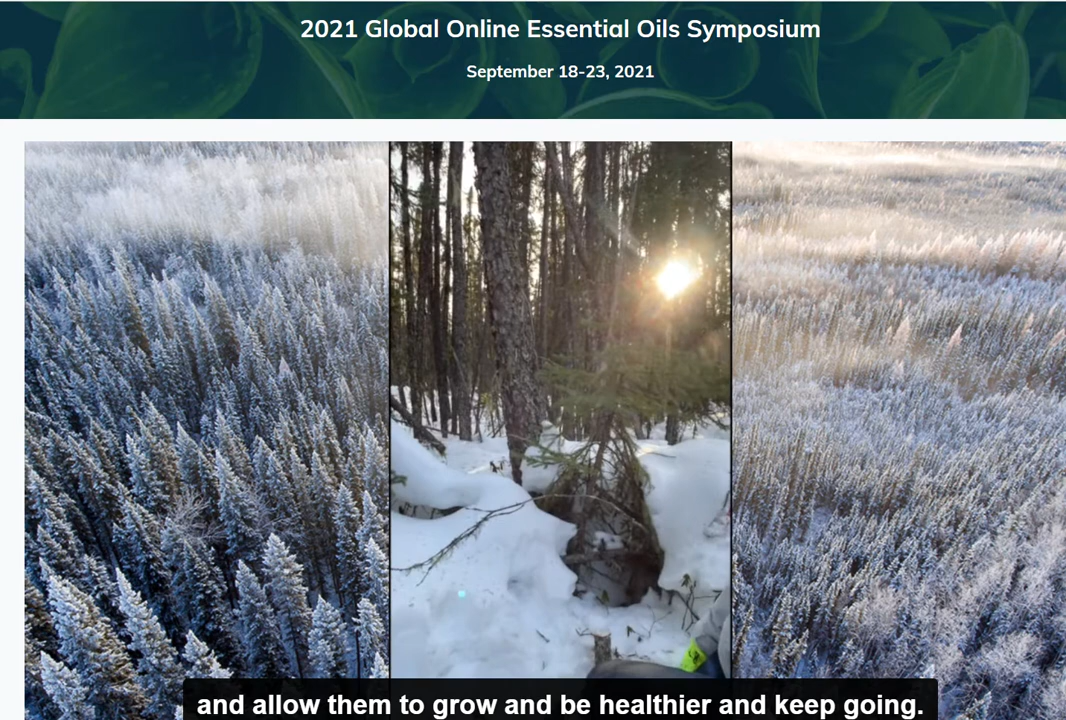 2021 Global Online Essential Oils Symposium
September 18-23, 2021
and allow them to grow and be healthier and keep going.